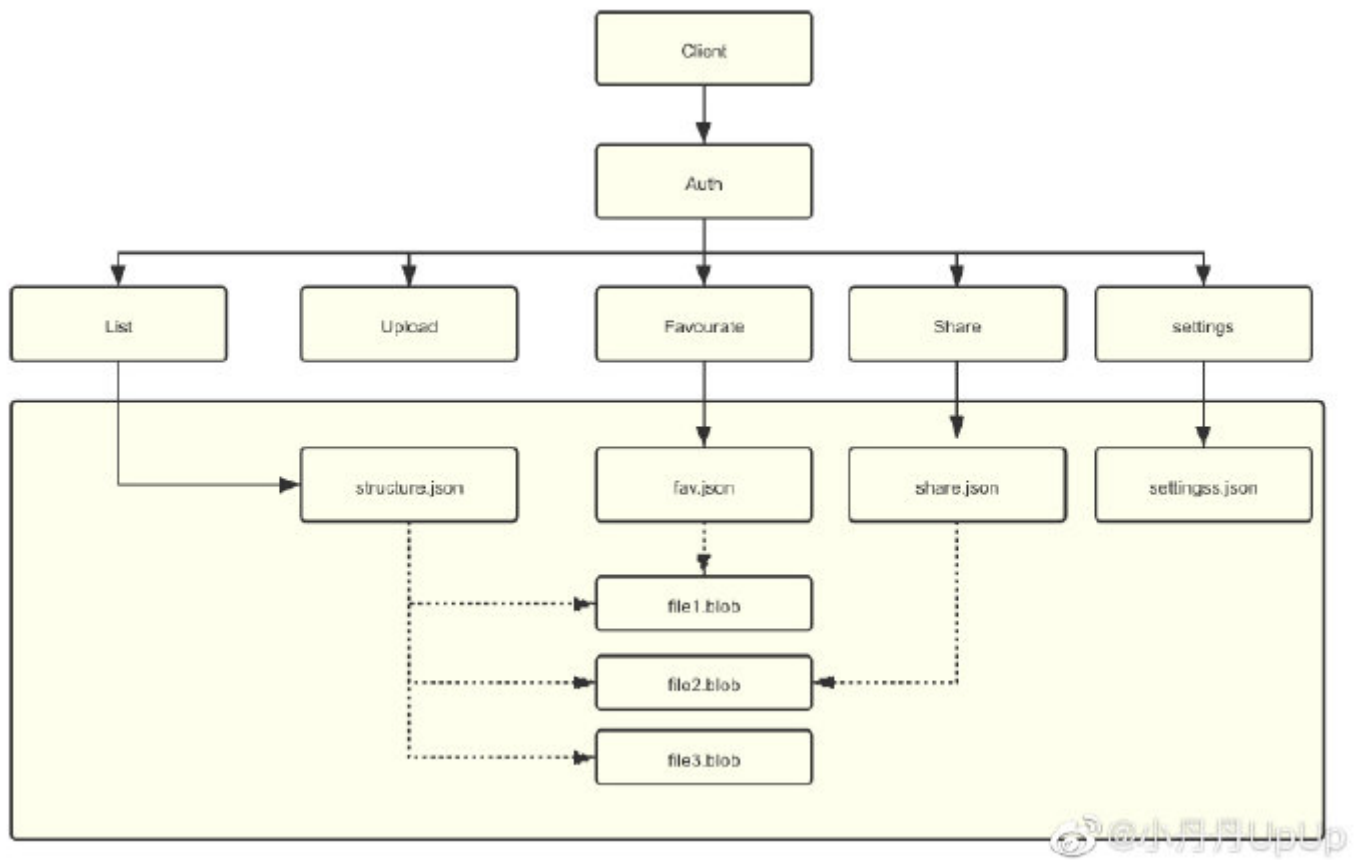 Client
Auth
List
Upload
Favourate
Share
settings
structure.json
fav.json
share.json
settingss.json
file1.blob
file2.blob
file3.blob
@小丹丹UpUp